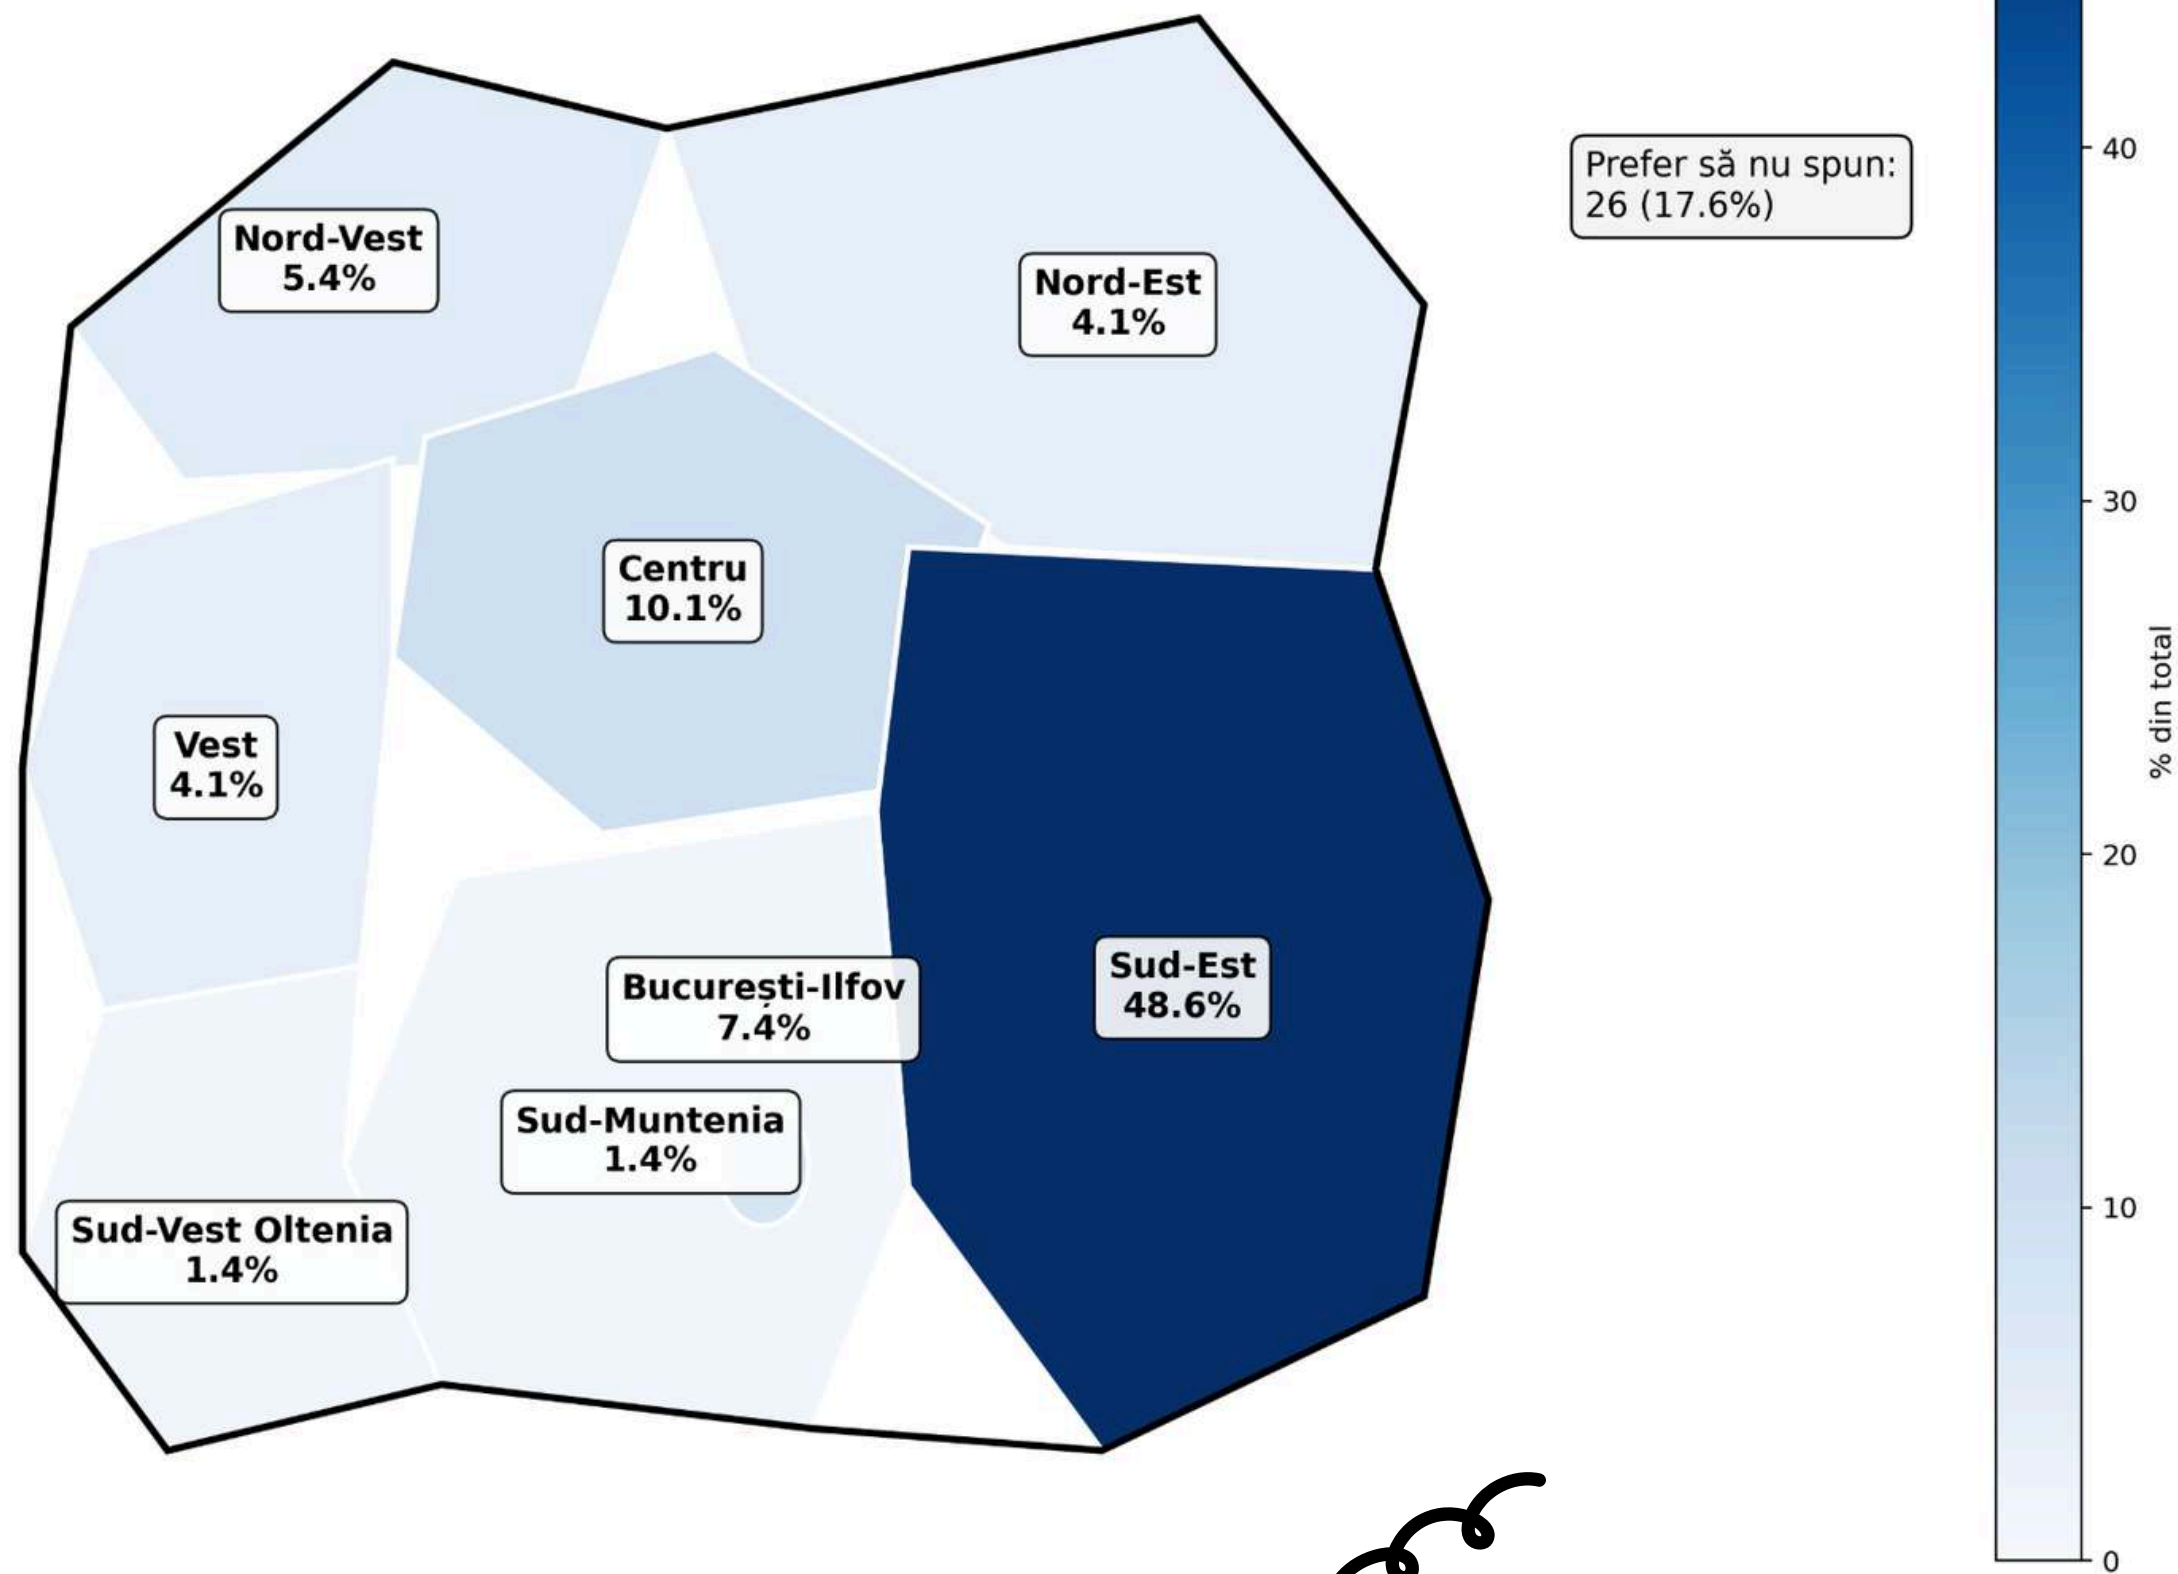 Nord-Vest
5.4%
Nord-Est
4.1%
Prefer să nu spun:
26 (17.6%)
Centru
10.1%
Vest
4.1%
București-Ilfov
7.4%
Sud-Est
48.6%
Sud-Muntenia
1.4%
Sud-Vest Oltenia
1.4%
40
30
20
10
0
% din total